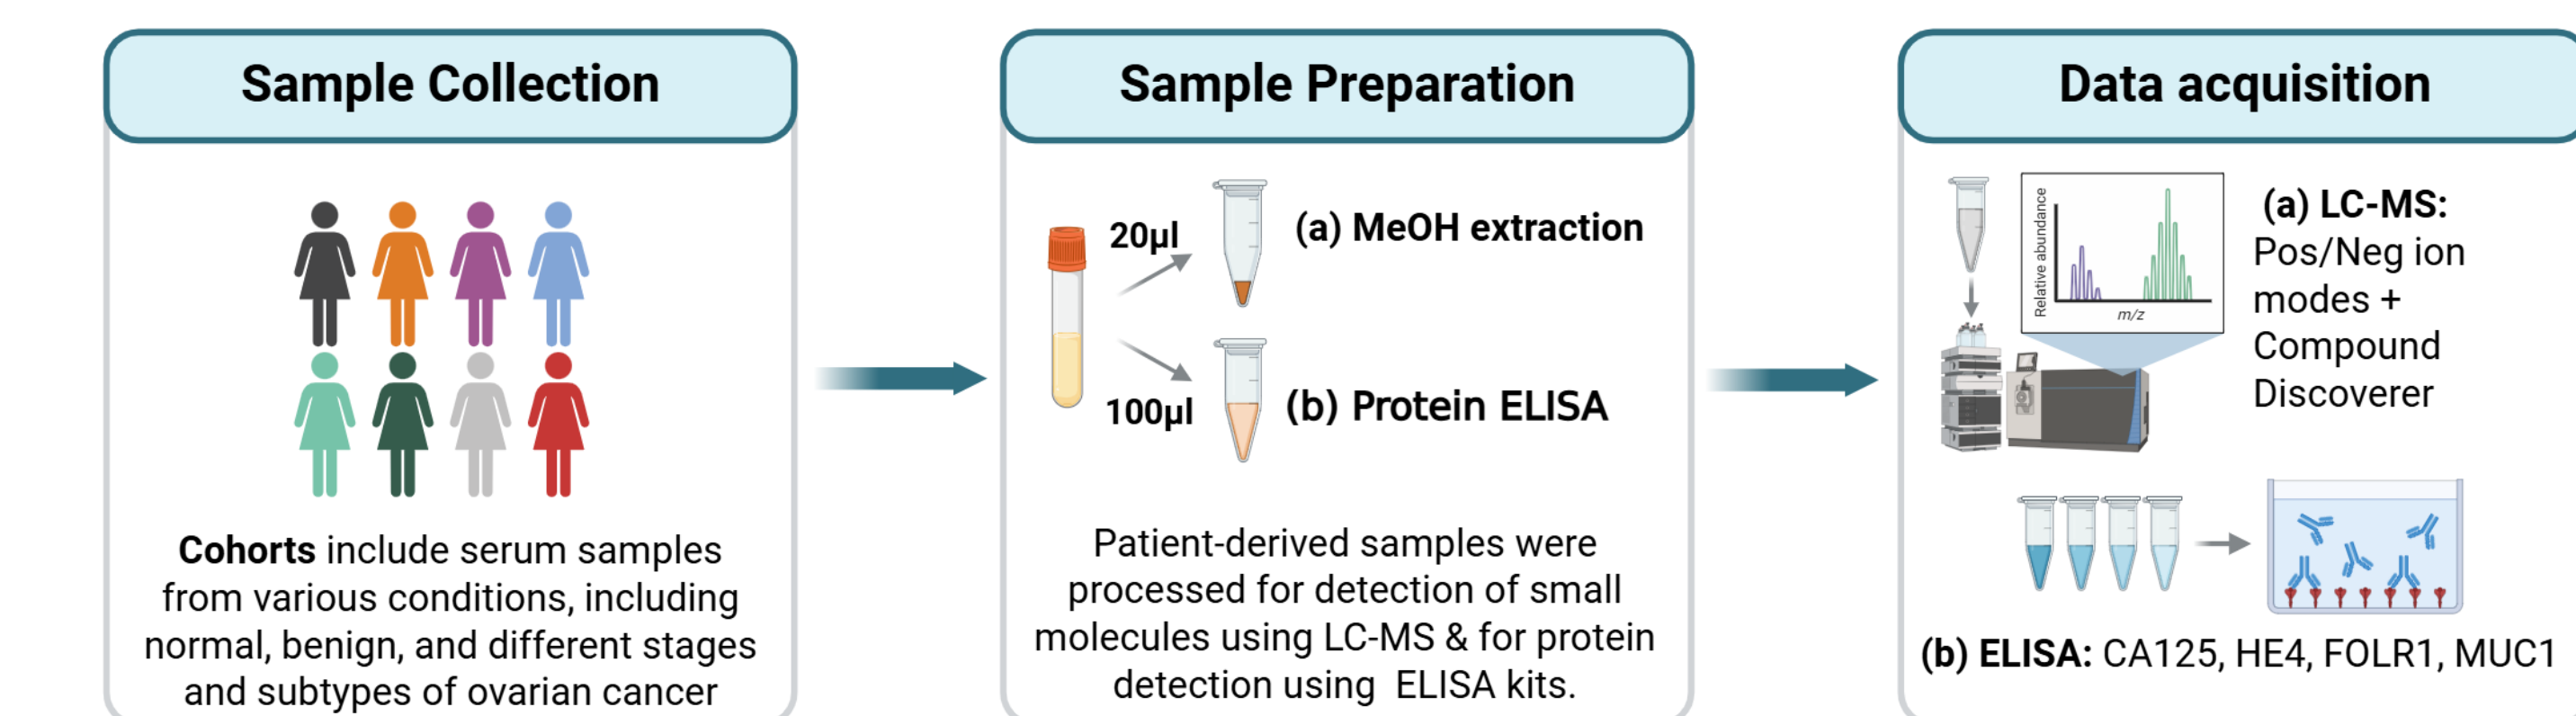 Sample Collection
Cohorts include serum samples
from various conditions, including
normal, benign, and different stages
and subtypes of ovarian cancer
Sample Preparation
20µl
(a) MeOH extraction
100µl
(b) Protein ELISA
Patient-derived samples were
processed for detection of small
molecules using LC-MS & for protein
detection using ELISA kits.
Data acquisition
Relative abundance
m/z
(a) LC-MS:
Pos/Neg ion
modes +
Compound
Discoverer
(b) ELISA: CA125, HE4, FOLR1, MUC1